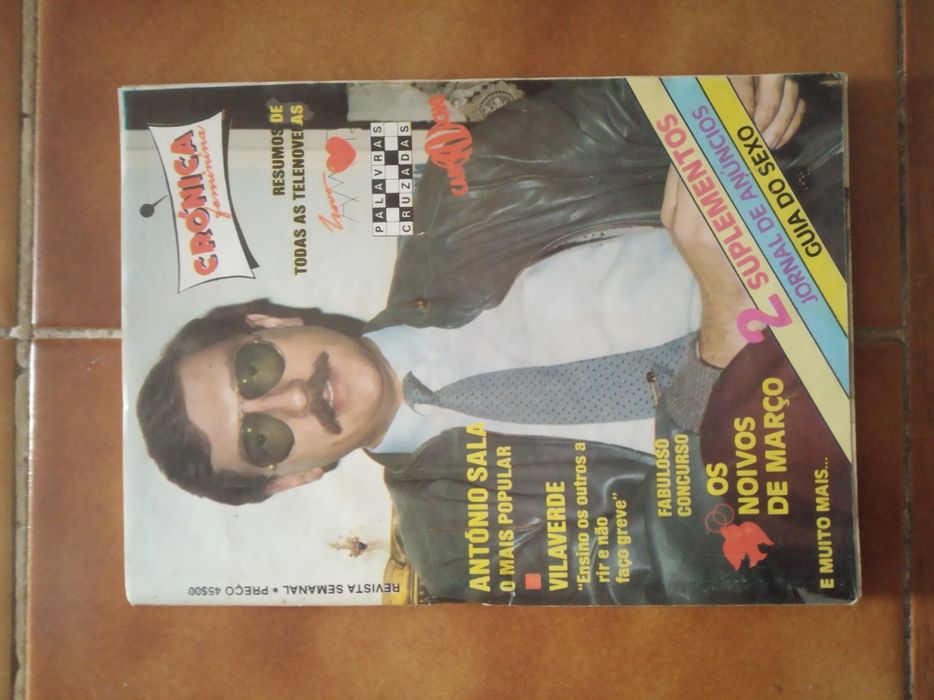 CRÓNICA
feminina
RESUMOS DE
TODAS AS TELENOVELAS
PALAVRAS
CRUZADAS
REVISTA SEMANAL • PREÇO 45$00
ANTÓNIO SALA
O MAIS POPULAR
VILAVERDE
"Ensino os outros a
rir e não
faço greve"
FABULOSO
CONCURSO
OS
NOIVOS
DE MARÇO
E MUITO MAIS...
2 SUPLEMENTOS
JORNAL DE ANÚNCIOS
GUIA DO SEXO